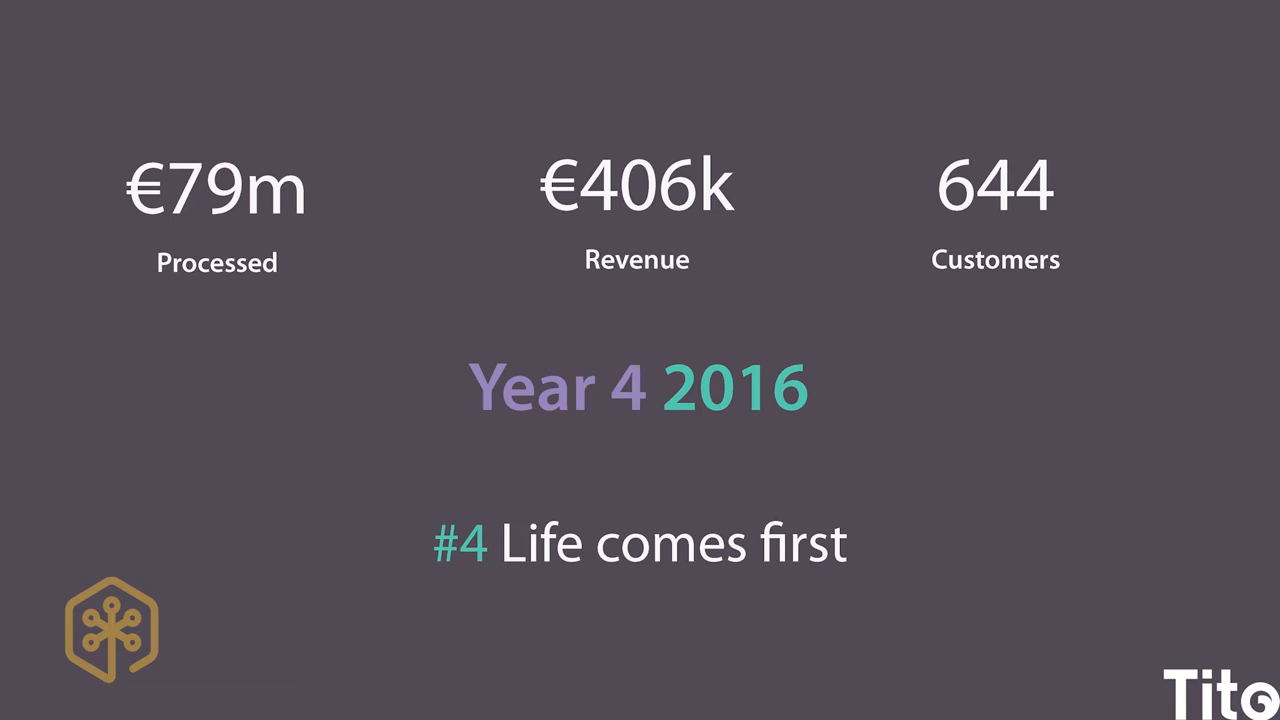 €79m €406k 644
Processed Revenue Customers
Year 4 2016
#4 Life comes first
Tito